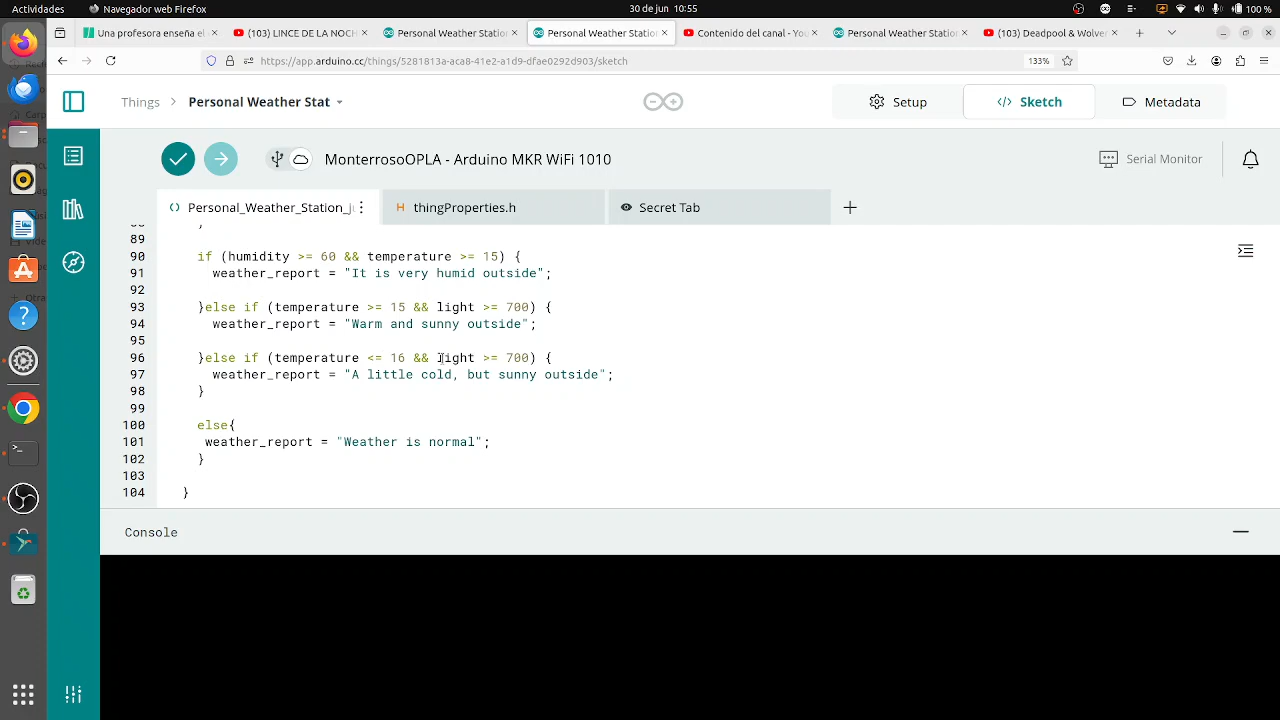 Actividades
Navegador web Firefox
30 de jun 10:55
100 %
Una profesora enseña el
(103) LINCE DE LA NOCH
Personal Weather Statio
Personal Weather Statio
Contenido del canal - You
Personal Weather Statio
(103) Deadpool & Wolver
https://app.arduino.cc/things/5281813a-aca8-41e2-a1d9-dfae0292d903/sketch
133%
Things > Personal Weather Stat
Setup
</> Sketch
Metadata
MonterrosoOPLA - Arduino MKR WiFi 1010
Serial Monitor
Personal_Weather_Station_j
H thingProperties.h
Secret Tab
88 }
89
90 if (humidity >= 60 && temperature >= 15) {
91 weather_report = "It is very humid outside";
92
93 }else if (temperature >= 15 && light >= 700) {
94 weather_report = "Warm and sunny outside";
95
96 }else if (temperature <= 16 && light >= 700) {
97 weather_report = "A little cold, but sunny outside";
98 }
99
100 else{
101 weather_report = "Weather is normal";
102 }
103
104 }
Console